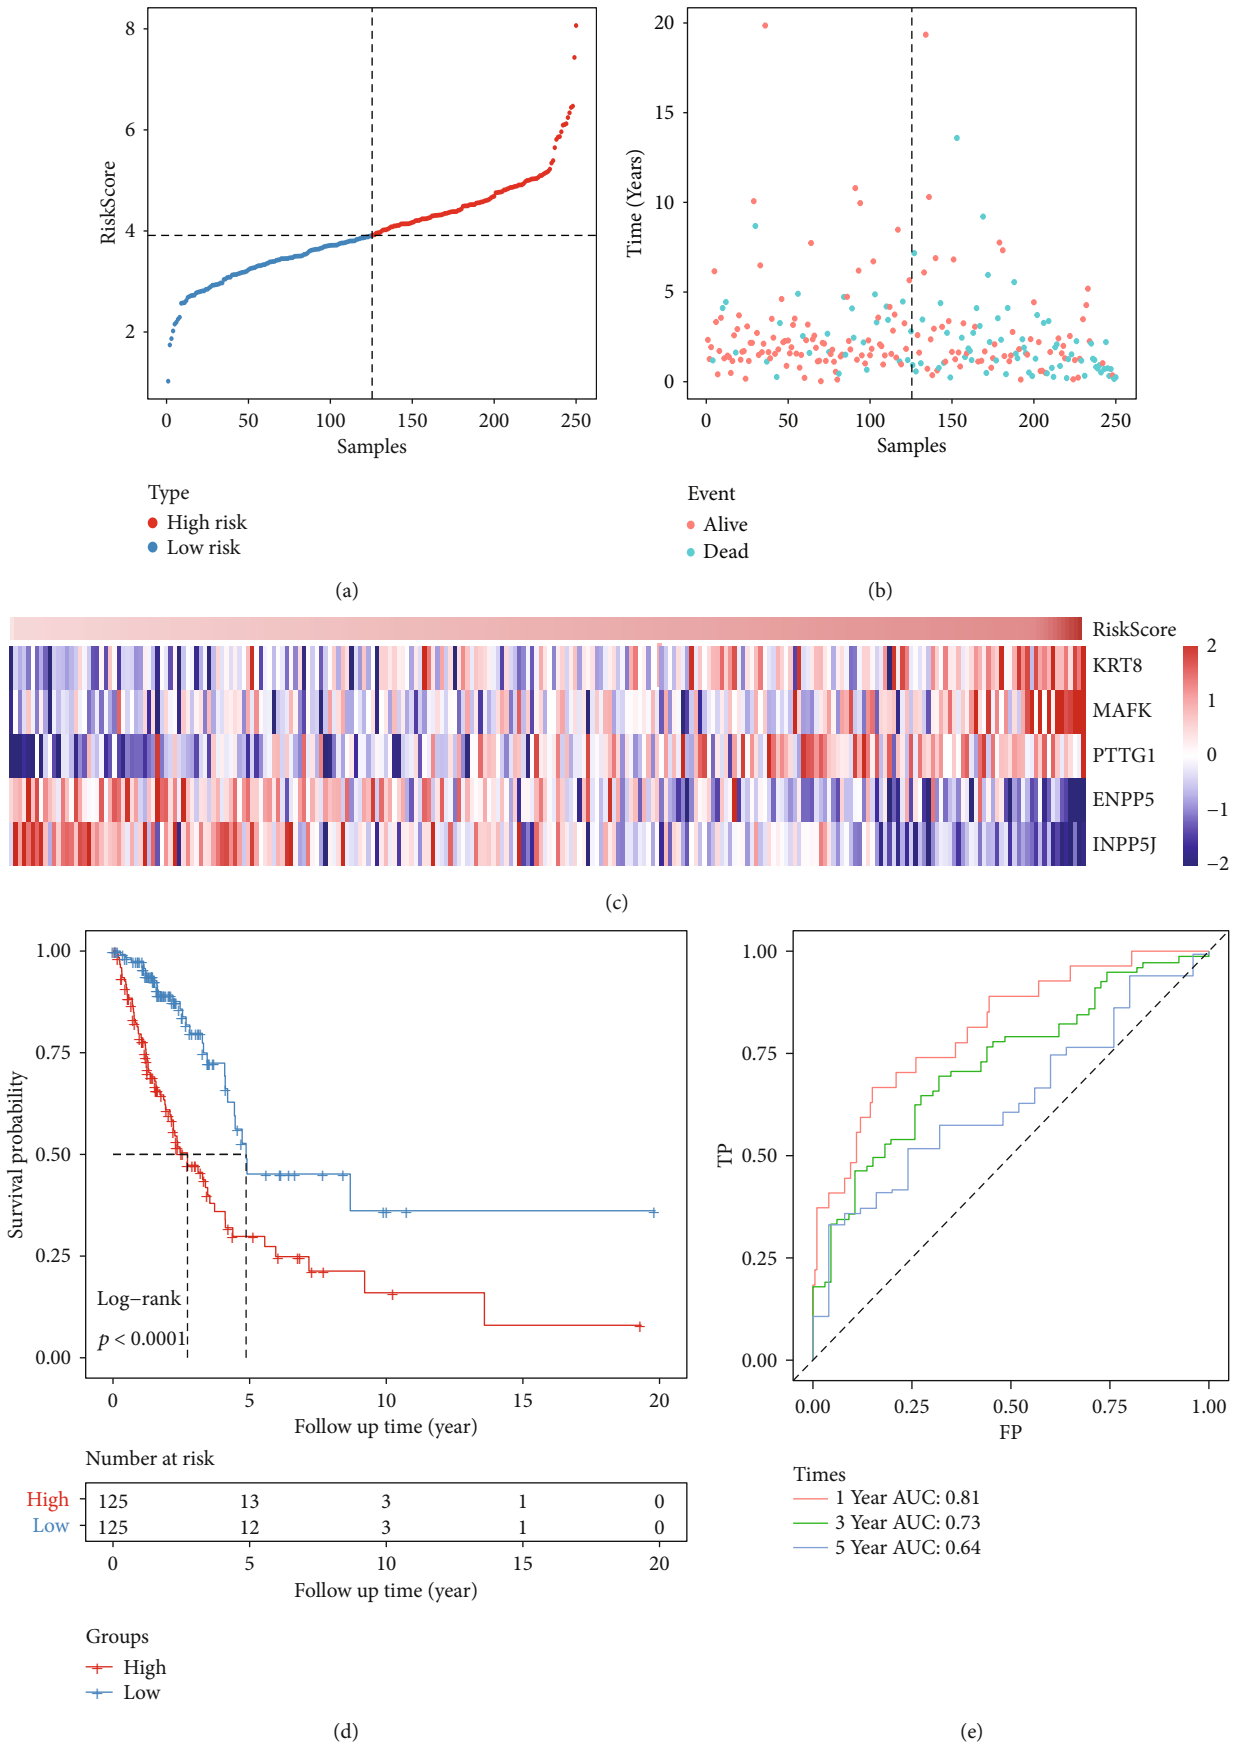 8
6
4
2
RiskScore
0
50
100
150
200
250
Samples
Type
High risk
Low risk
(a)
20
15
10
5
0
Time (Years)
0
50
100
150
200
250
Samples
Event
Alive
Dead
(b)
RiskScore
KRT8
MAFK
PTTG1
ENPP5
INPP5J
2
1
0
−1
−2
(c)
1.00
0.75
0.50
0.25
0.00
Survival probability
Log−rank
p < 0.0001
0
5
10
15
20
Follow up time (year)
Number at risk
High 125 13 3 1 0
Low 125 12 3 1 0
0
5
10
15
20
Follow up time (year)
Groups
High
Low
(d)
1.00
0.75
0.50
0.25
0.00
TP
0.00
0.25
0.50
0.75
1.00
FP
Times
1 Year AUC: 0.81
3 Year AUC: 0.73
5 Year AUC: 0.64
(e)